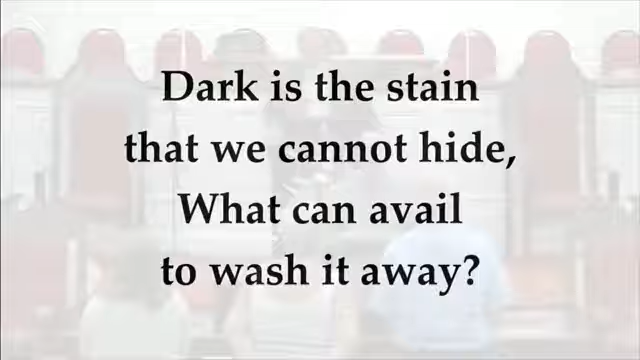 Dark is the stain
that we cannot hide,
What can avail
to wash it away?